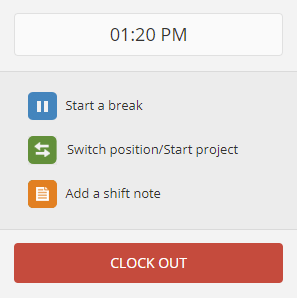 01:20 PM
Start a break
Switch position/Start project
Add a shift note
CLOCK OUT